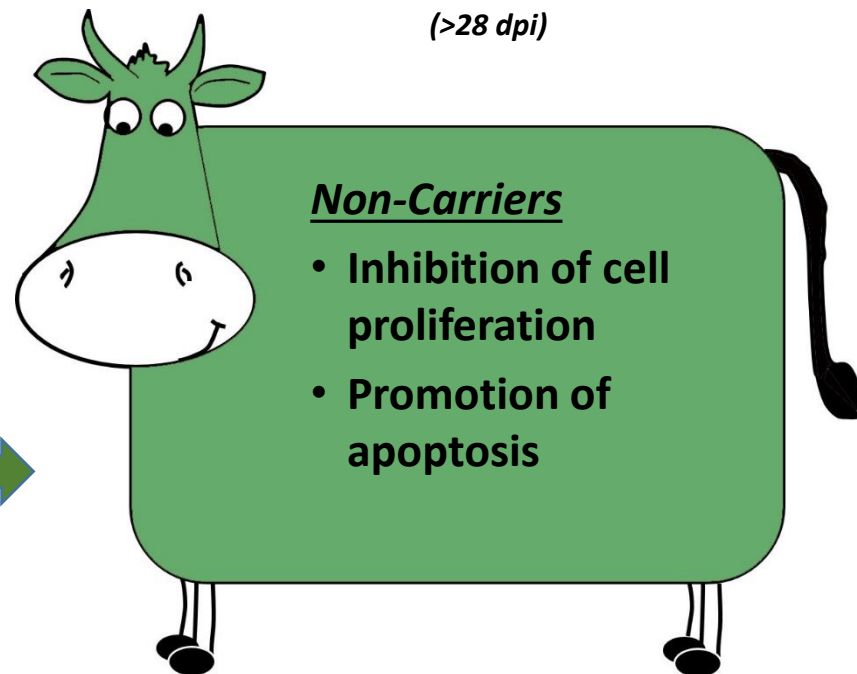 (>28 dpi)
Non-Carriers
• Inhibition of cell
proliferation
• Promotion of
apoptosis